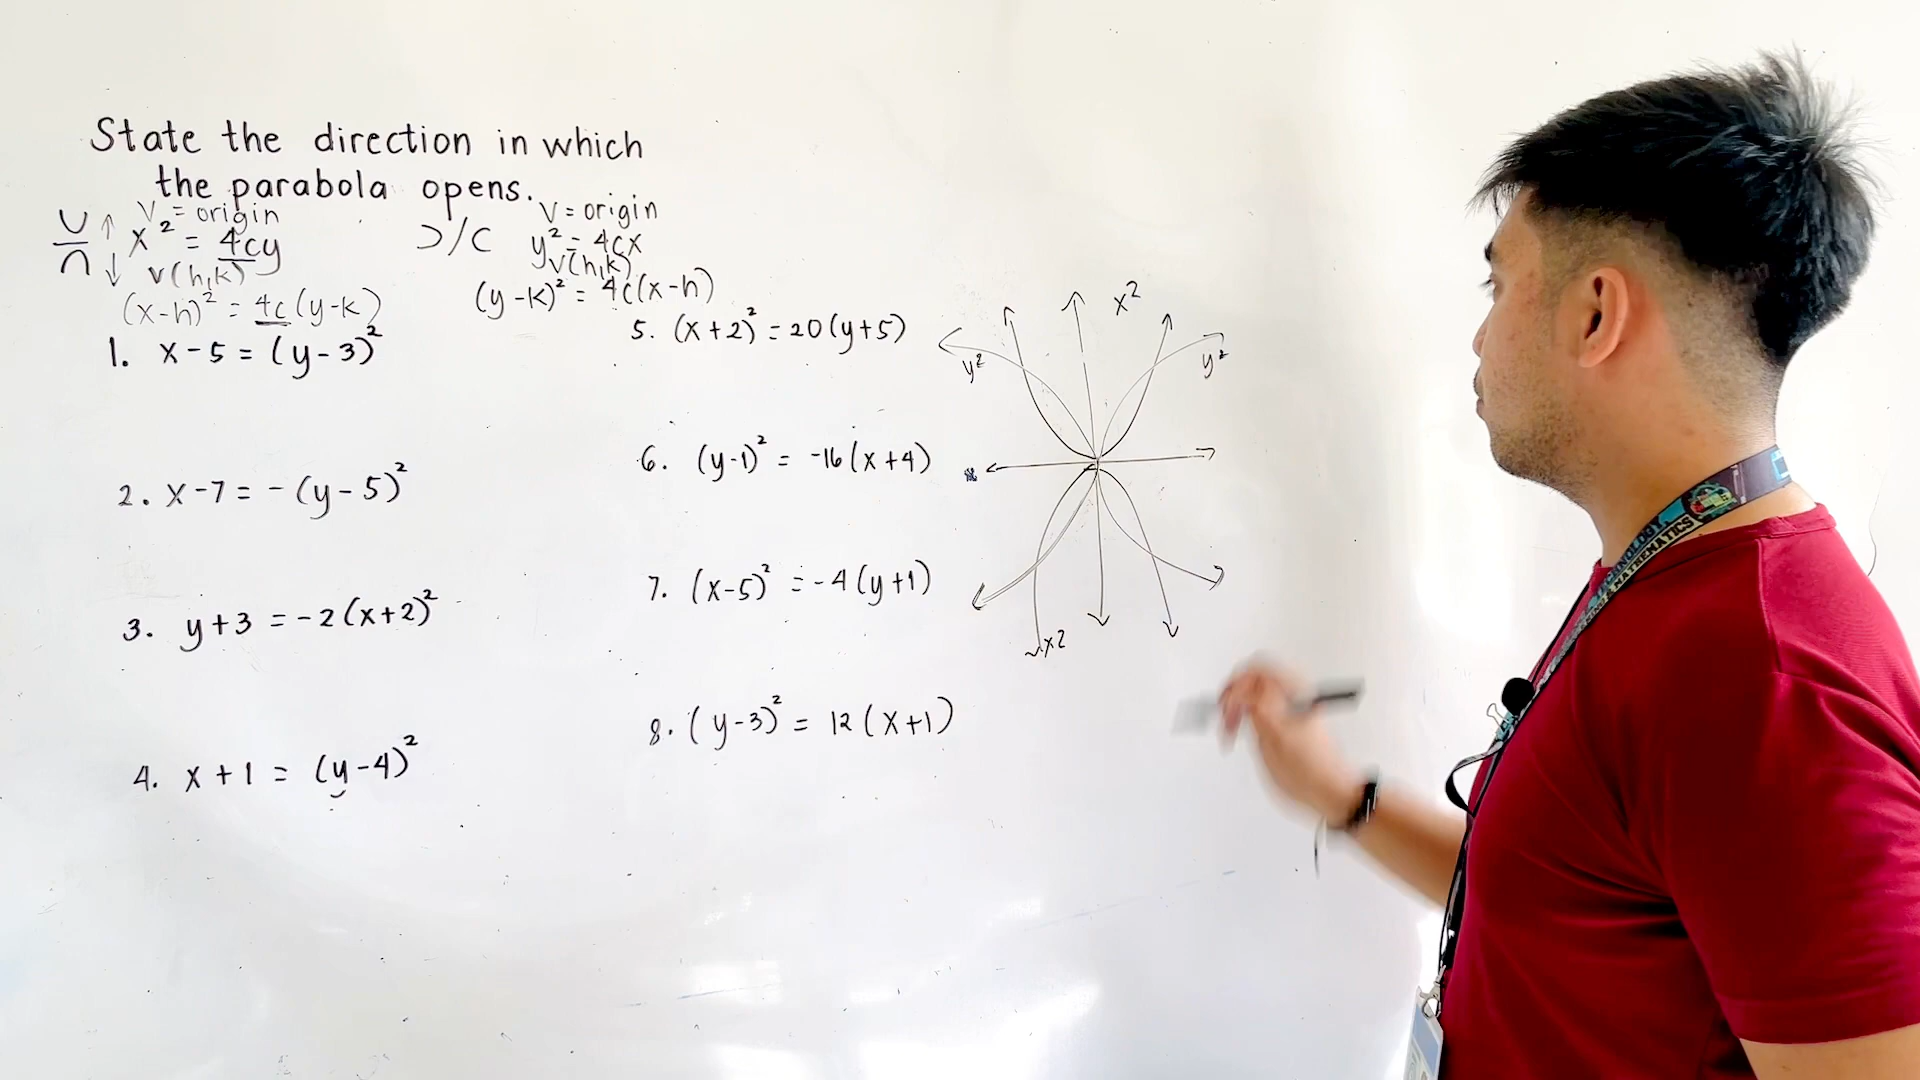 State the direction in which
the parabola opens.
V = origin
x² = 4cy
V(h,k)
(x-h)² = 4c(y-k)
V = origin
y² = 4cx
V(h,k)
(y-k)² = 4c(x-h)
1. x-5 = (y-3)²
2. x-7 = -(y-5)²
3. y+3 = -2(x+2)²
4. x+1 = (y-4)²
5. (x+2)² = 20(y+5)
6. (y-1)² = -16(x+4)
7. (x-5)² = -4(y+1)
8. (y-3)² = 12(x+1)
x²
y²
y²
x²
MATHEMATICS